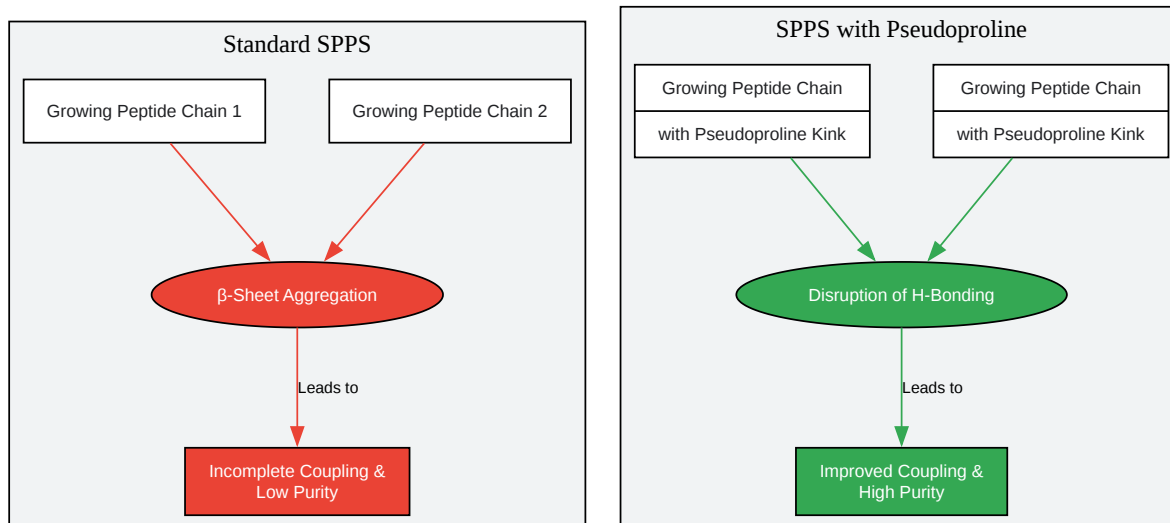 Standard SPPS
Growing Peptide Chain 1
Growing Peptide Chain 2
β-Sheet Aggregation
Leads to
Incomplete Coupling &
Low Purity
SPPS with Pseudoproline
Growing Peptide Chain
with Pseudoproline Kink
Growing Peptide Chain
with Pseudoproline Kink
Disruption of H-Bonding
Leads to
Improved Coupling &
High Purity